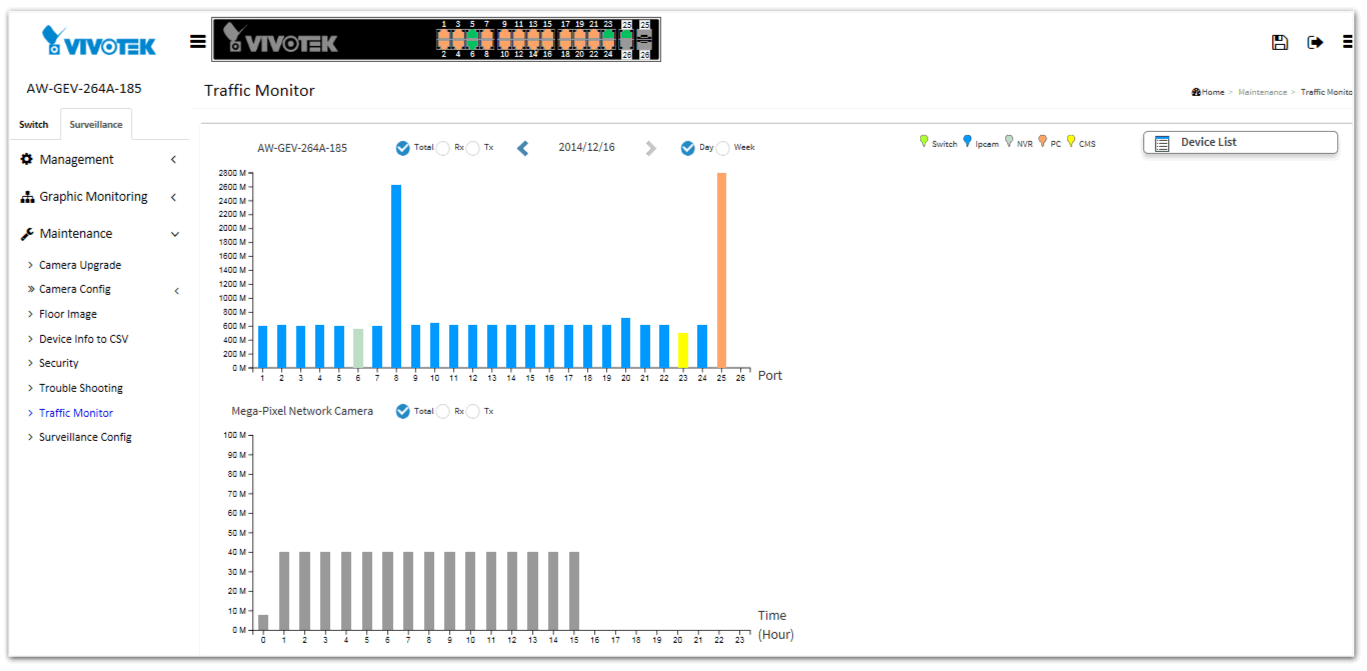 VIVOTEK
VIVOTEK
1 3 5 7 9 11 13 15 17 19 21 23 25 25
2 4 6 8 10 12 14 16 18 20 22 24 26 26
AW-GEV-264A-185
Traffic Monitor
Home > Maintenance > Traffic Monito
Switch Surveillance
AW-GEV-264A-185 Total Rx Tx 2014/12/16 Day Week
Switch Ipcam NVR PC CMS
Device List
Management
Graphic Monitoring
Maintenance
> Camera Upgrade
» Camera Config
> Floor Image
> Device Info to CSV
> Security
> Trouble Shooting
> Traffic Monitor
> Surveillance Config
2800 M
2600 M
2400 M
2200 M
2000 M
1800 M
1600 M
1400 M
1200 M
1000 M
800 M
600 M
400 M
200 M
0 M
1 2 3 4 5 6 7 8 9 10 11 12 13 14 15 16 17 18 19 20 21 22 23 24 25 26 Port
Mega-Pixel Network Camera Total Rx Tx
100 M
90 M
80 M
70 M
60 M
50 M
40 M
30 M
20 M
10 M
0 M
0 1 2 3 4 5 6 7 8 9 10 11 12 13 14 15 16 17 18 19 20 21 22 23
Time
(Hour)